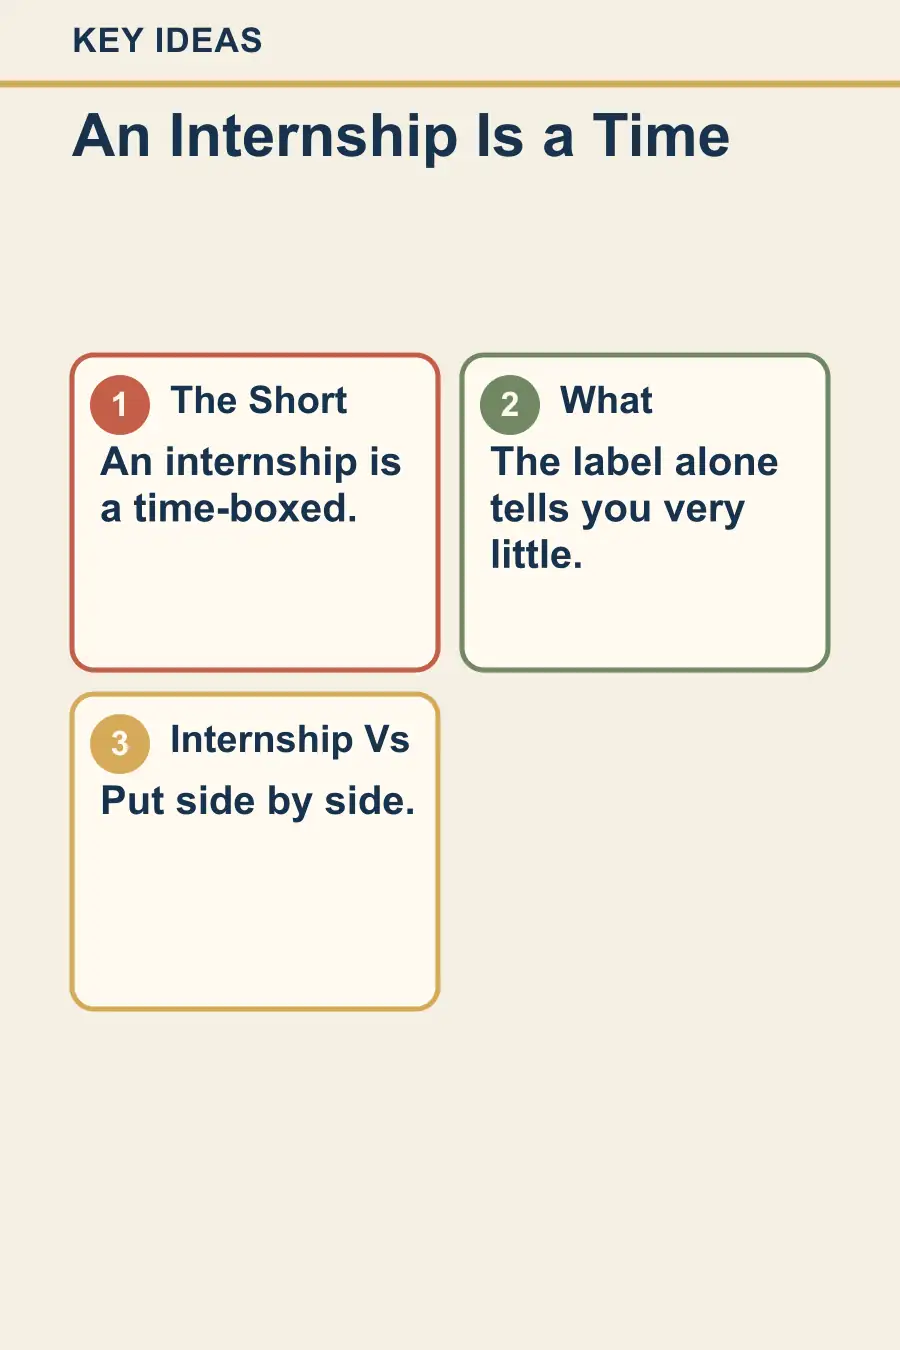 KEY IDEAS
An Internship Is a Time
1
The Short
An internship is
a time-boxed.
2
What
The label alone
tells you very
little.
3
Internship Vs
Put side by side.